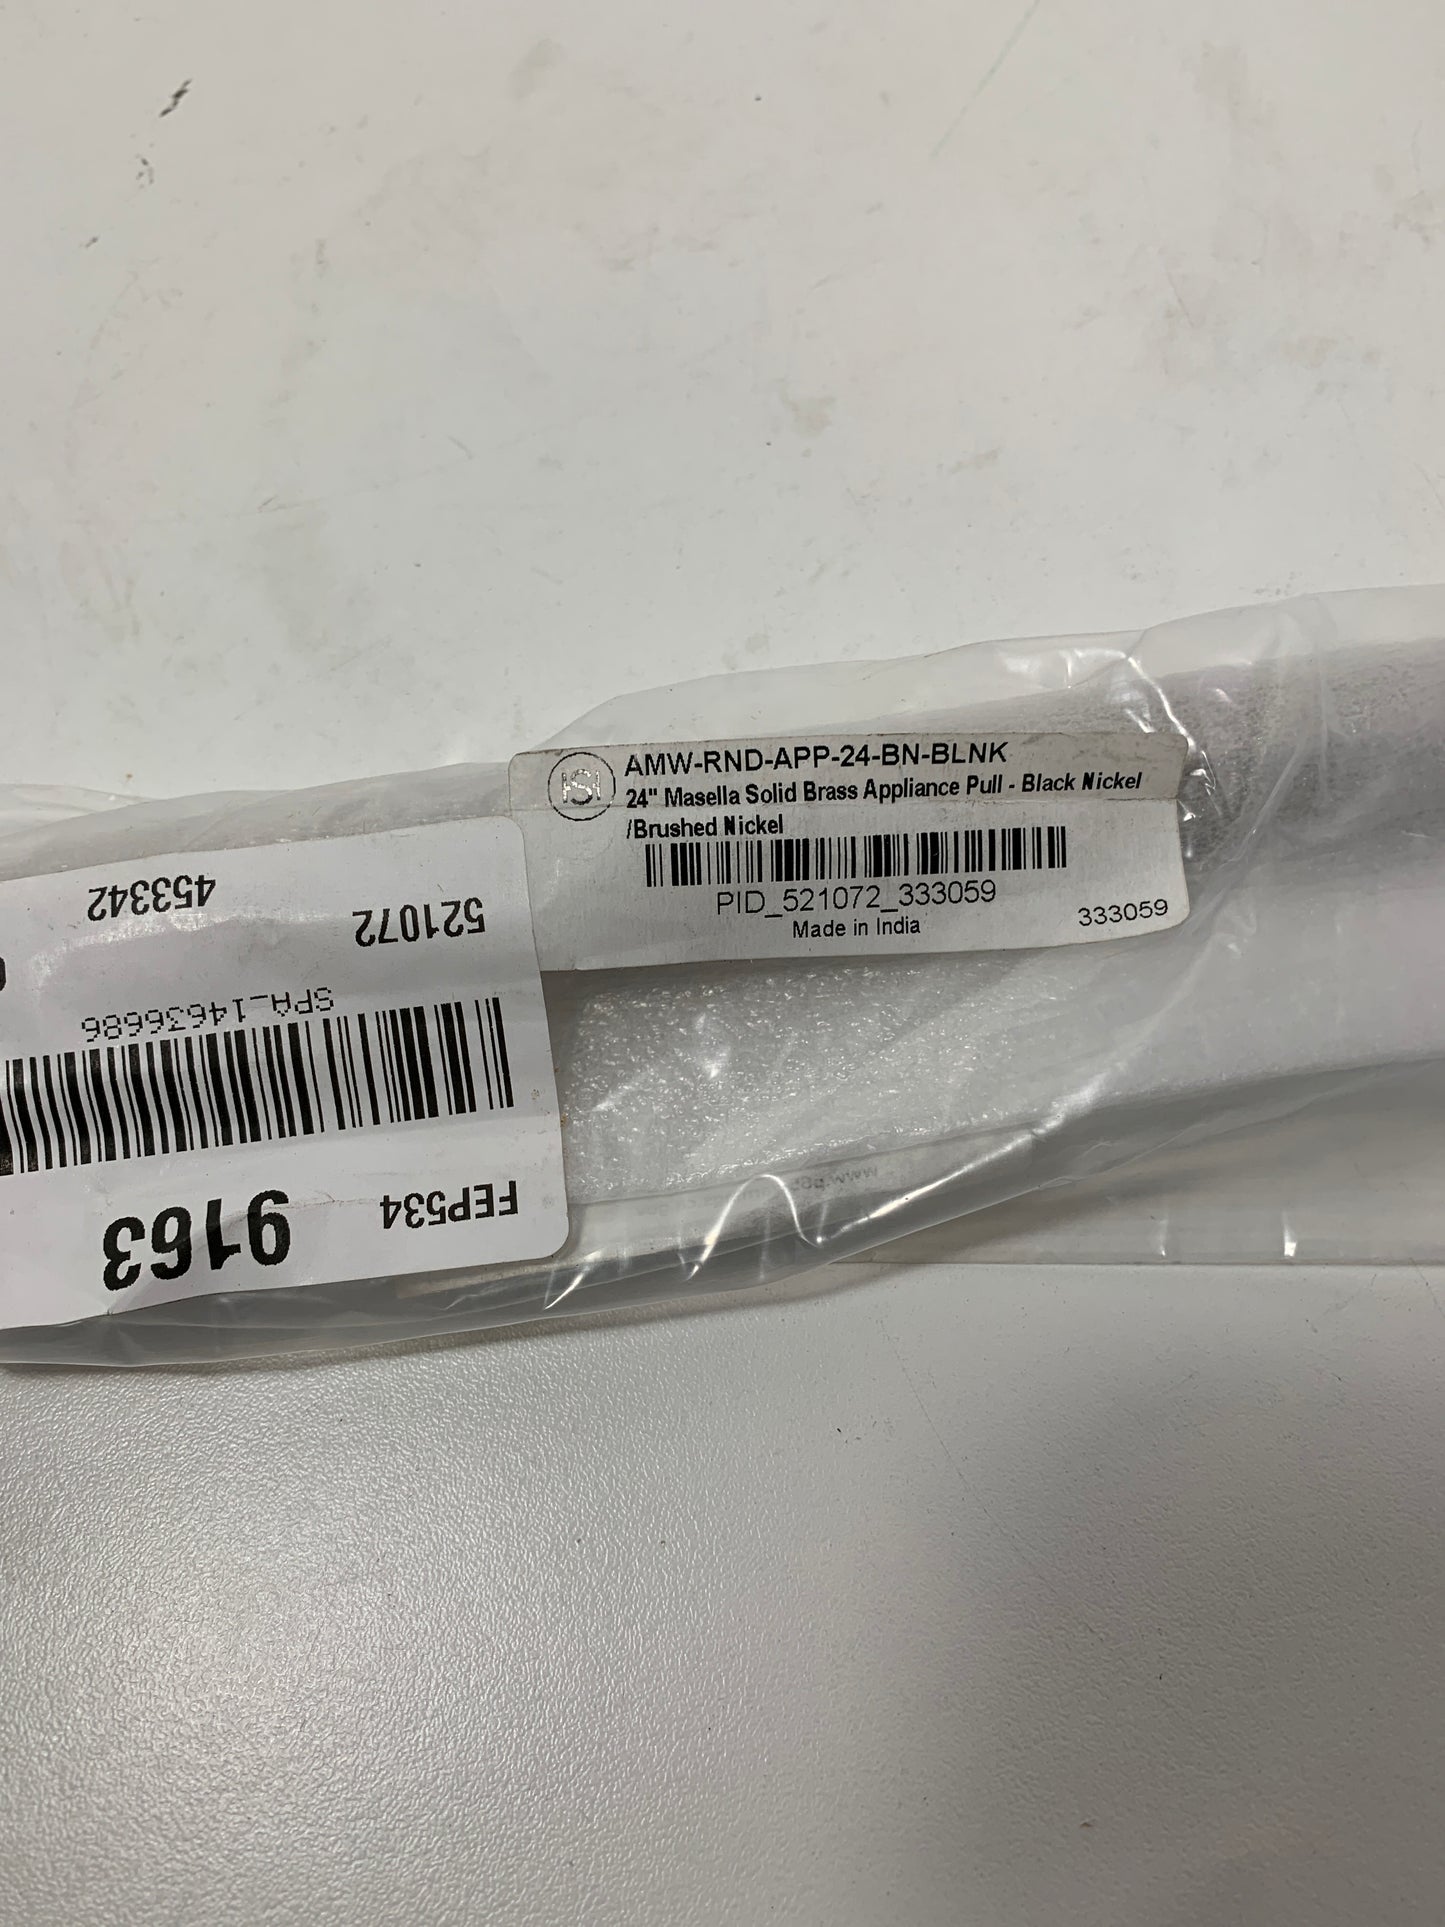 ISI
AMW-RND-APP-24-BN-BLNK
24" Masella Solid Brass Appliance Pull - Black Nickel
/Brushed Nickel
PID_521072_333059
Made in India
333059
FEP534
9163
SPA_14636686
521072
453342